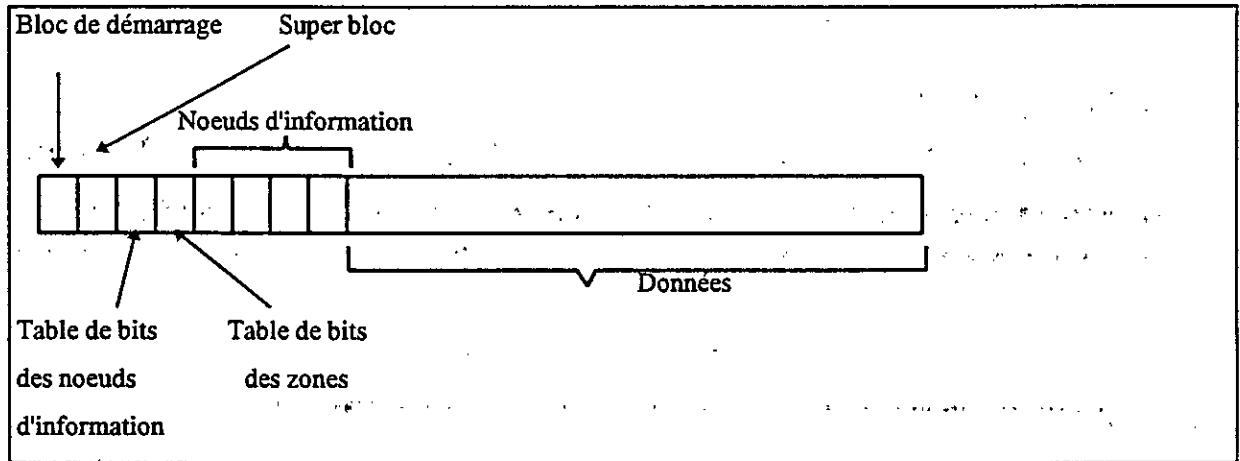 Bloc de démarrage
Super bloc
Noeuds d'information
Données
Table de bits
des noeuds
d'information
Table de bits
des zones